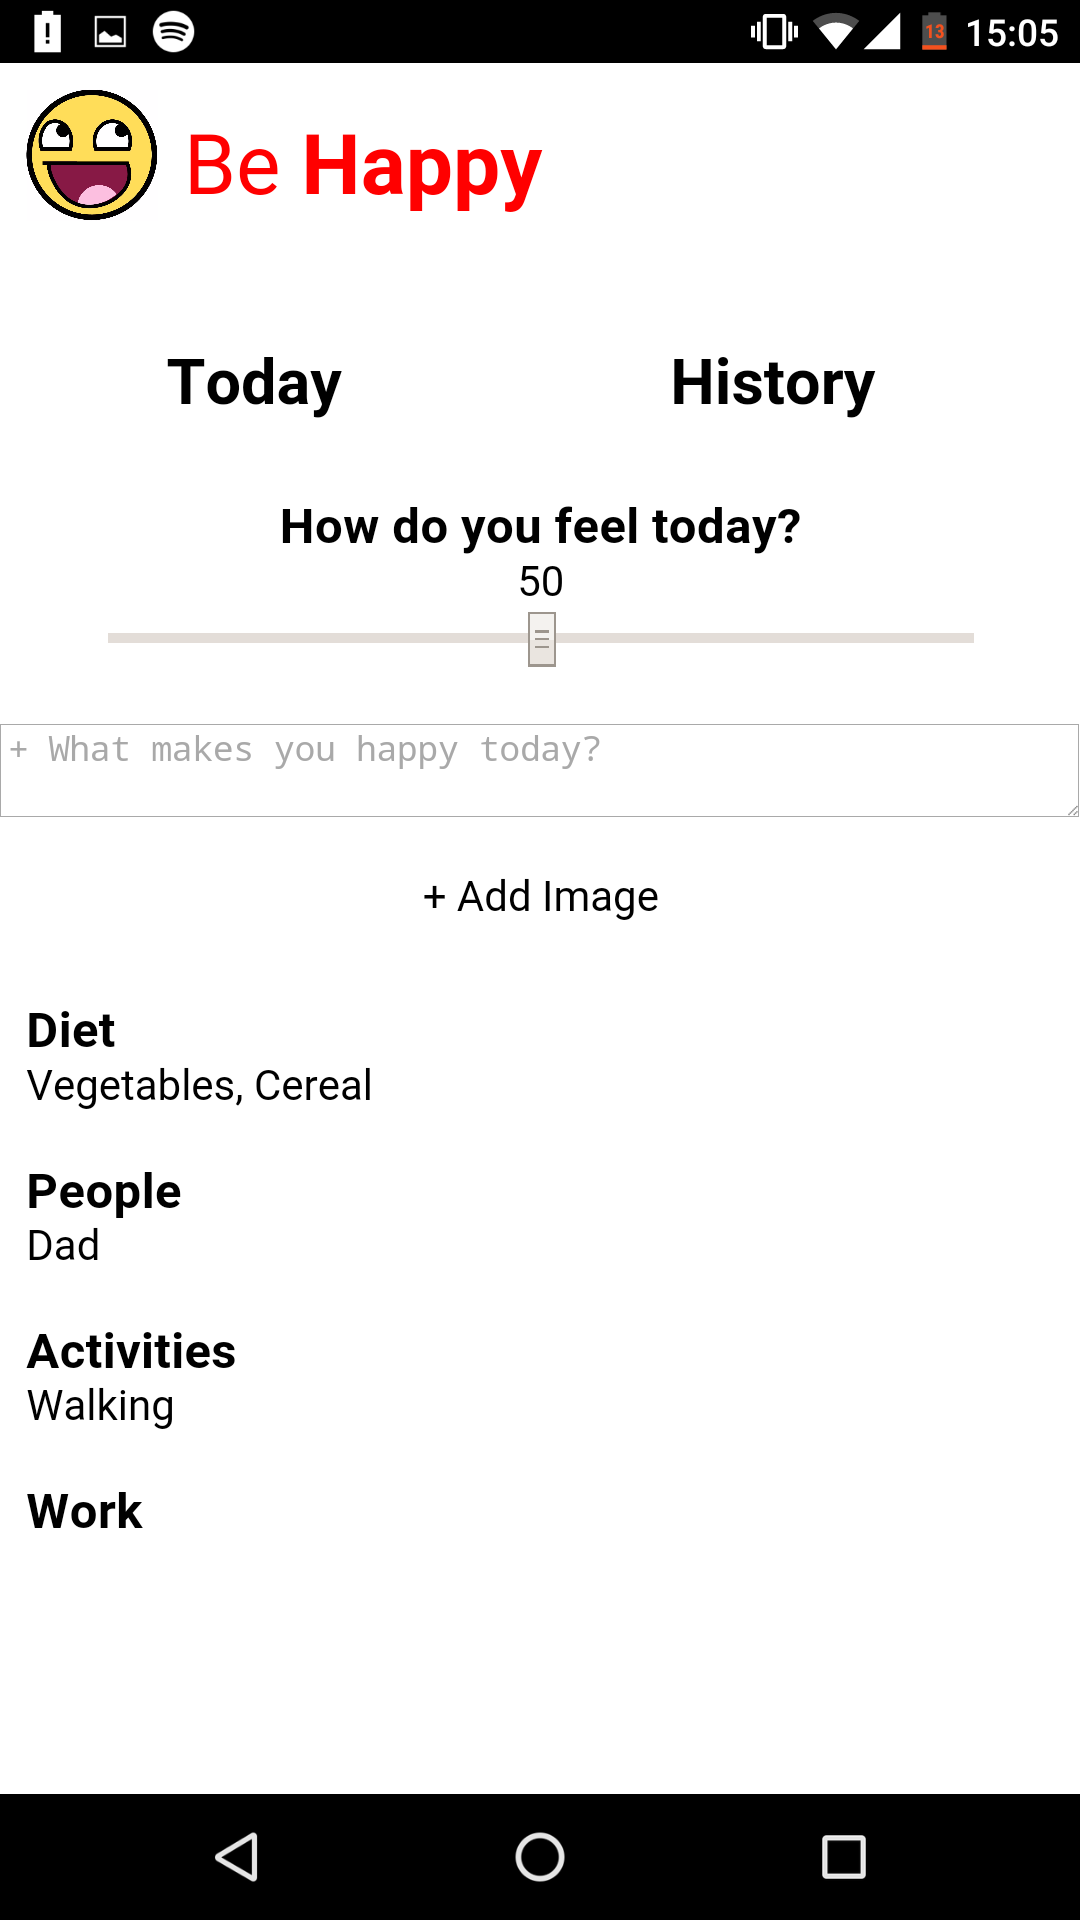 13 15:05
Be Happy
Today History
How do you feel today?
50
+ What makes you happy today?
+ Add Image
Diet
Vegetables, Cereal
People
Dad
Activities
Walking
Work